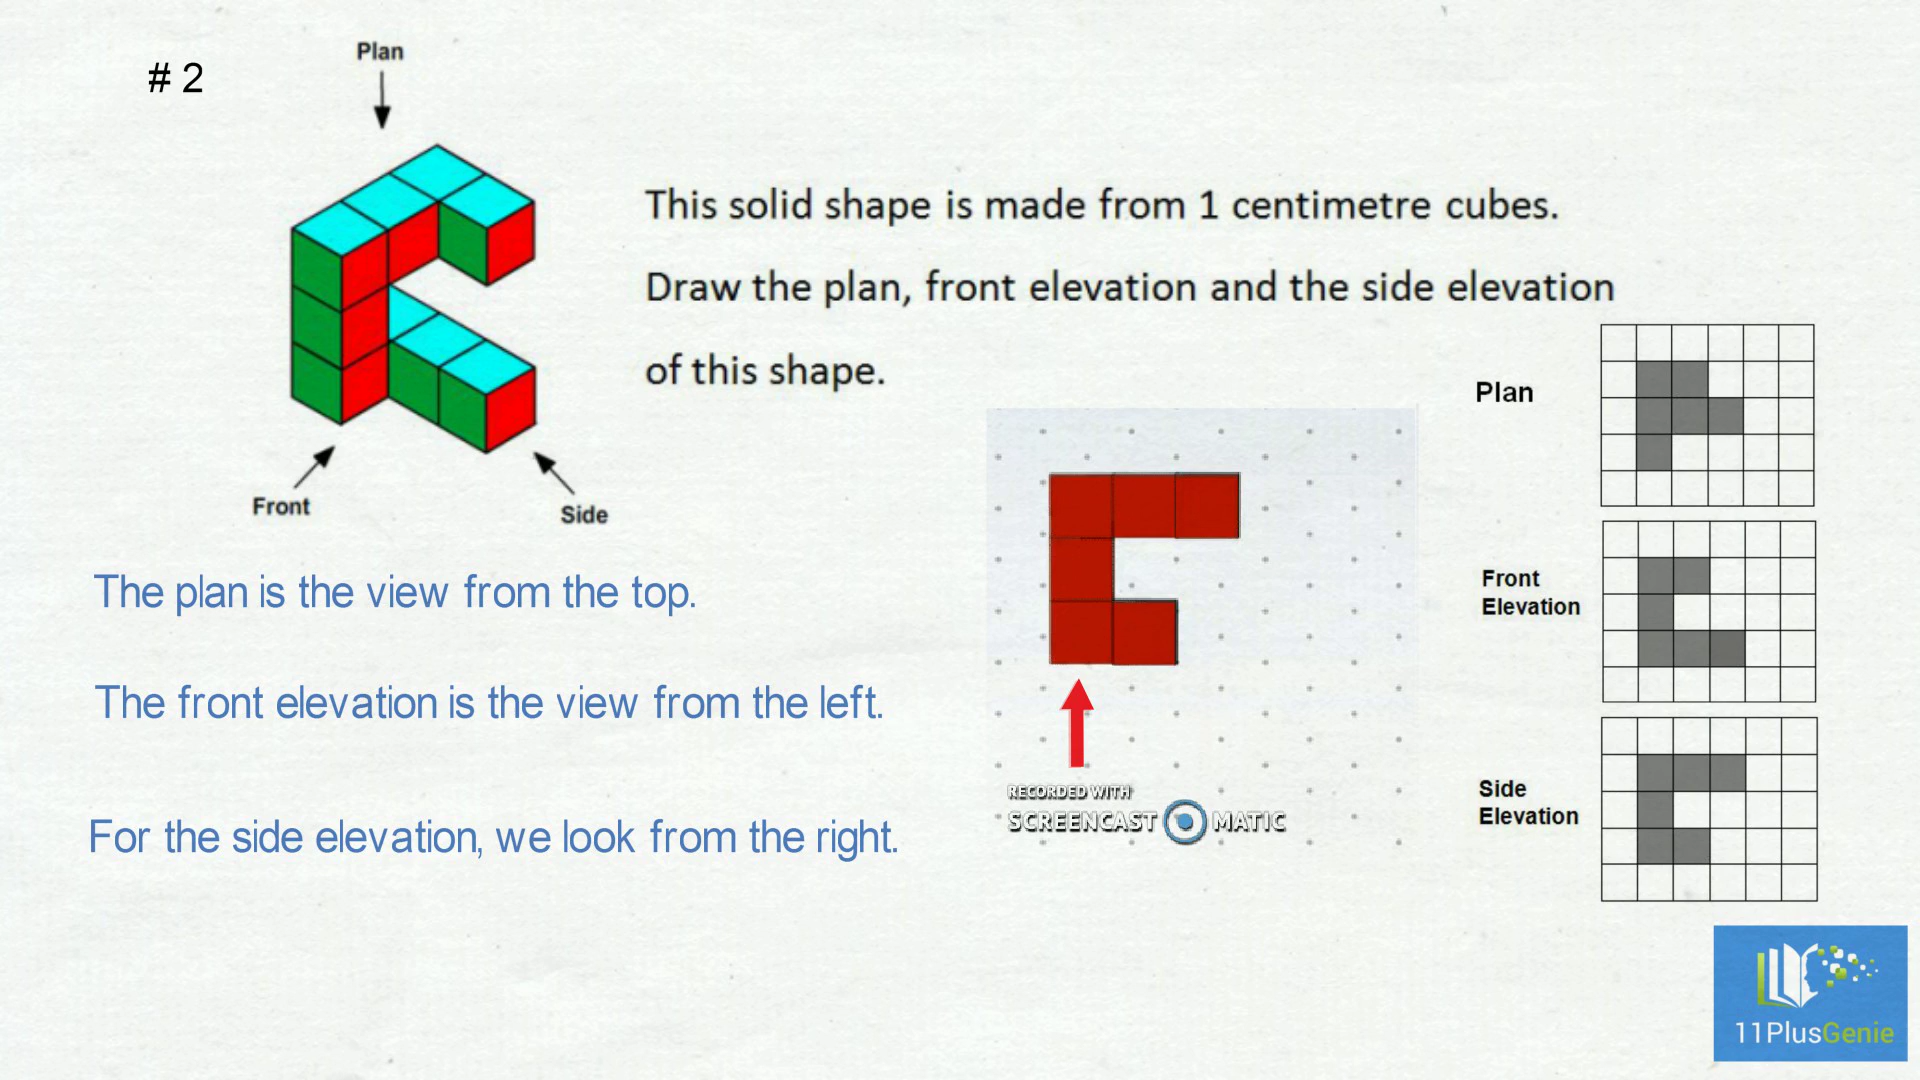 # 2
Plan
Front
Side
This solid shape is made from 1 centimetre cubes.
Draw the plan, front elevation and the side elevation
of this shape.
The plan is the view from the top.
The front elevation is the view from the left.
For the side elevation, we look from the right.
RECORDED WITH
SCREENCAST MATIC
Plan
Front
Elevation
Side
Elevation
11PlusGenie